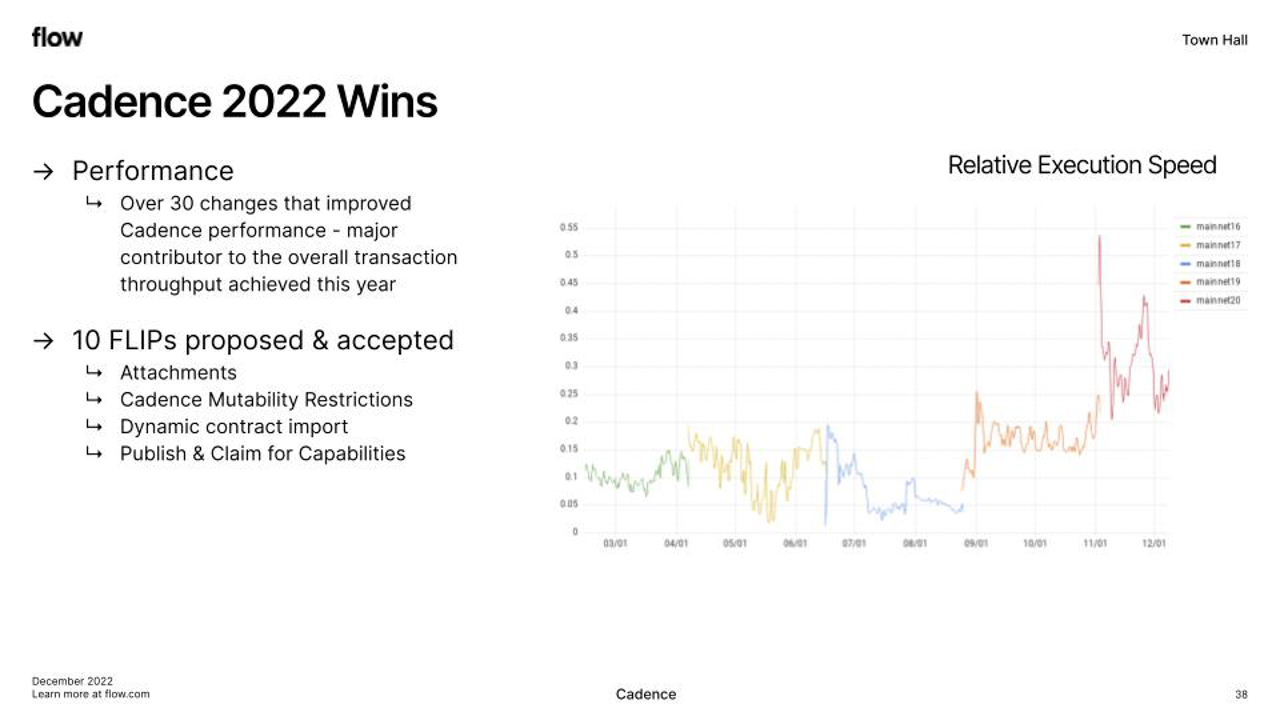 flow
Town Hall
Cadence 2022 Wins
→ Performance
↳ Over 30 changes that improved
Cadence performance - major
contributor to the overall transaction
throughput achieved this year
→ 10 FLIPs proposed & accepted
↳ Attachments
↳ Cadence Mutability Restrictions
↳ Dynamic contract import
↳ Publish & Claim for Capabilities
Relative Execution Speed
0.55
0.5
0.45
0.4
0.35
0.3
0.25
0.2
0.15
0.1
0.05
0
03/01 04/01 05/01 06/01 07/01 08/01 09/01 10/01 11/01 12/01
mainnet16
mainnet17
mainnet18
mainnet19
mainnet20
December 2022
Learn more at flow.com
Cadence
38